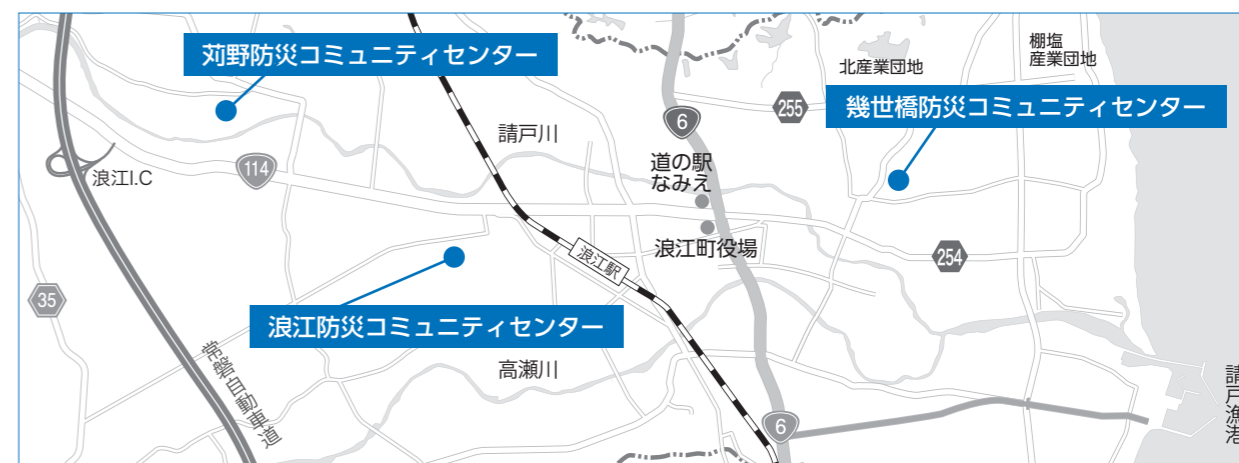 苅野防災コミュニティセンター
棚塩
産業団地
北産業団地
255
幾世橋防災コミュニティセンター
6
請戸川
道の駅
なみえ
114
浪江I.C
浪江町役場
254
浪江駅
35
浪江防災コミュニティセンター
常磐自動車道
高瀬川
請戸漁港
6